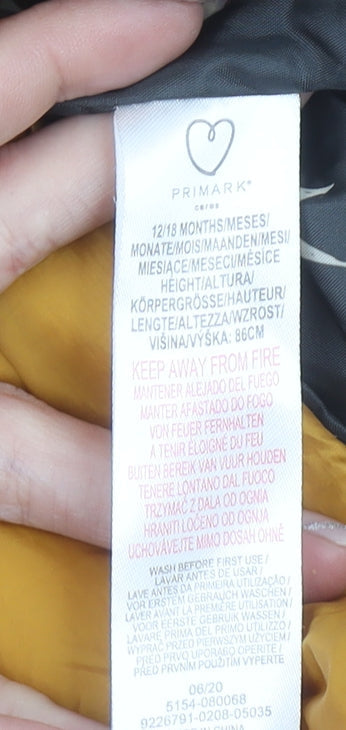 PRIMARK®
cares
12/18 MONTHS/MESES/
MONATE/MOIS/MAANDEN/MESI/
MIESIĄCE/MESECI/MĚSÍCE
HEIGHT/ALTURA/
KÖRPERGRÖSSE/HAUTEUR/
LENGTE/ALTEZZA/WZROST/
VIŠINA/VÝŠKA: 86CM
KEEP AWAY FROM FIRE
MANTENER ALEJADO DEL FUEGO
MANTER AFASTADO DO FOGO
VON FEUER FERNHALTEN
A TENIR ÉLOIGNÉ DU FEU
BUITEN BEREIK VAN VUUR HOUDEN
TENERE LONTANO DAL FUOCO
TRZYMAĆ Z DALA OD OGNIA
HRANITI LOČENO OD OGNJA
UCHOVÁVEJTE MIMO DOSAH OHNĚ
WASH BEFORE FIRST USE /
LAVAR ANTES DE USAR /
LAVE ANTES DA PRIMEIRA UTILIZAÇÃO /
VOR ERSTEM GEBRAUCH WASCHEN /
LAVER AVANT LA PREMIÈRE UTILISATION /
VOOR EERSTE GEBRUIK WASSEN /
LAVARE PRIMA DEL PRIMO UTILIZZO /
WYPRAĆ PRZED PIERWSZYM UŻYCIEM /
PRED PRVO UPORABO OPERITE /
PŘED PRVNÍM POUŽITÍM VYPERTE
06/20
5154-080068
9226791-0208-05035
IN CHINA